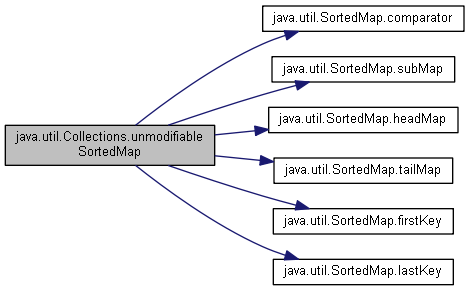 java.util.SortedMap.comparator
java.util.SortedMap.subMap
java.util.SortedMap.headMap
java.util.Collections.unmodifiable
SortedMap
java.util.SortedMap.tailMap
java.util.SortedMap.firstKey
java.util.SortedMap.lastKey